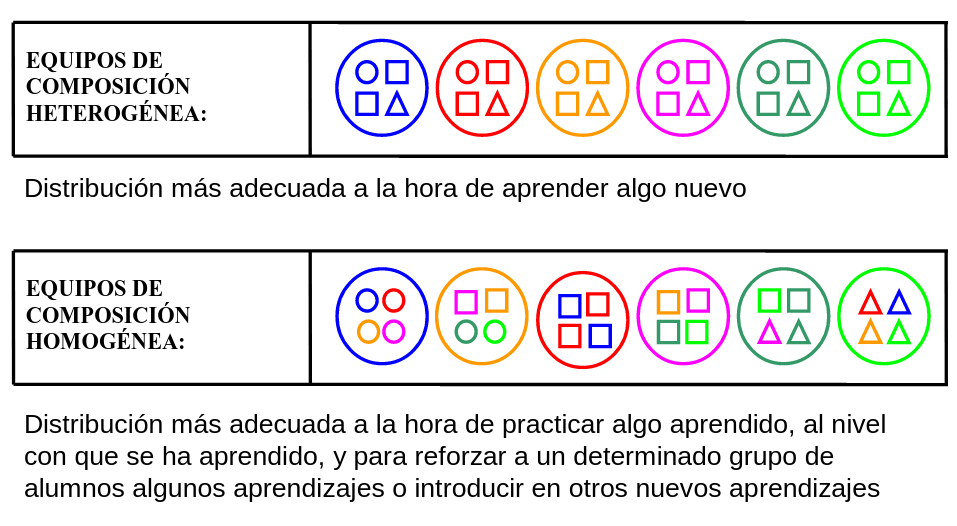 EQUIPOS DE
COMPOSICIÓN
HETEROGÉNEA:
Distribución más adecuada a la hora de aprender algo nuevo
EQUIPOS DE
COMPOSICIÓN
HOMOGÉNEA:
Distribución más adecuada a la hora de practicar algo aprendido, al nivel
con que se ha aprendido, y para reforzar a un determinado grupo de
alumnos algunos aprendizajes o introducir en otros nuevos aprendizajes